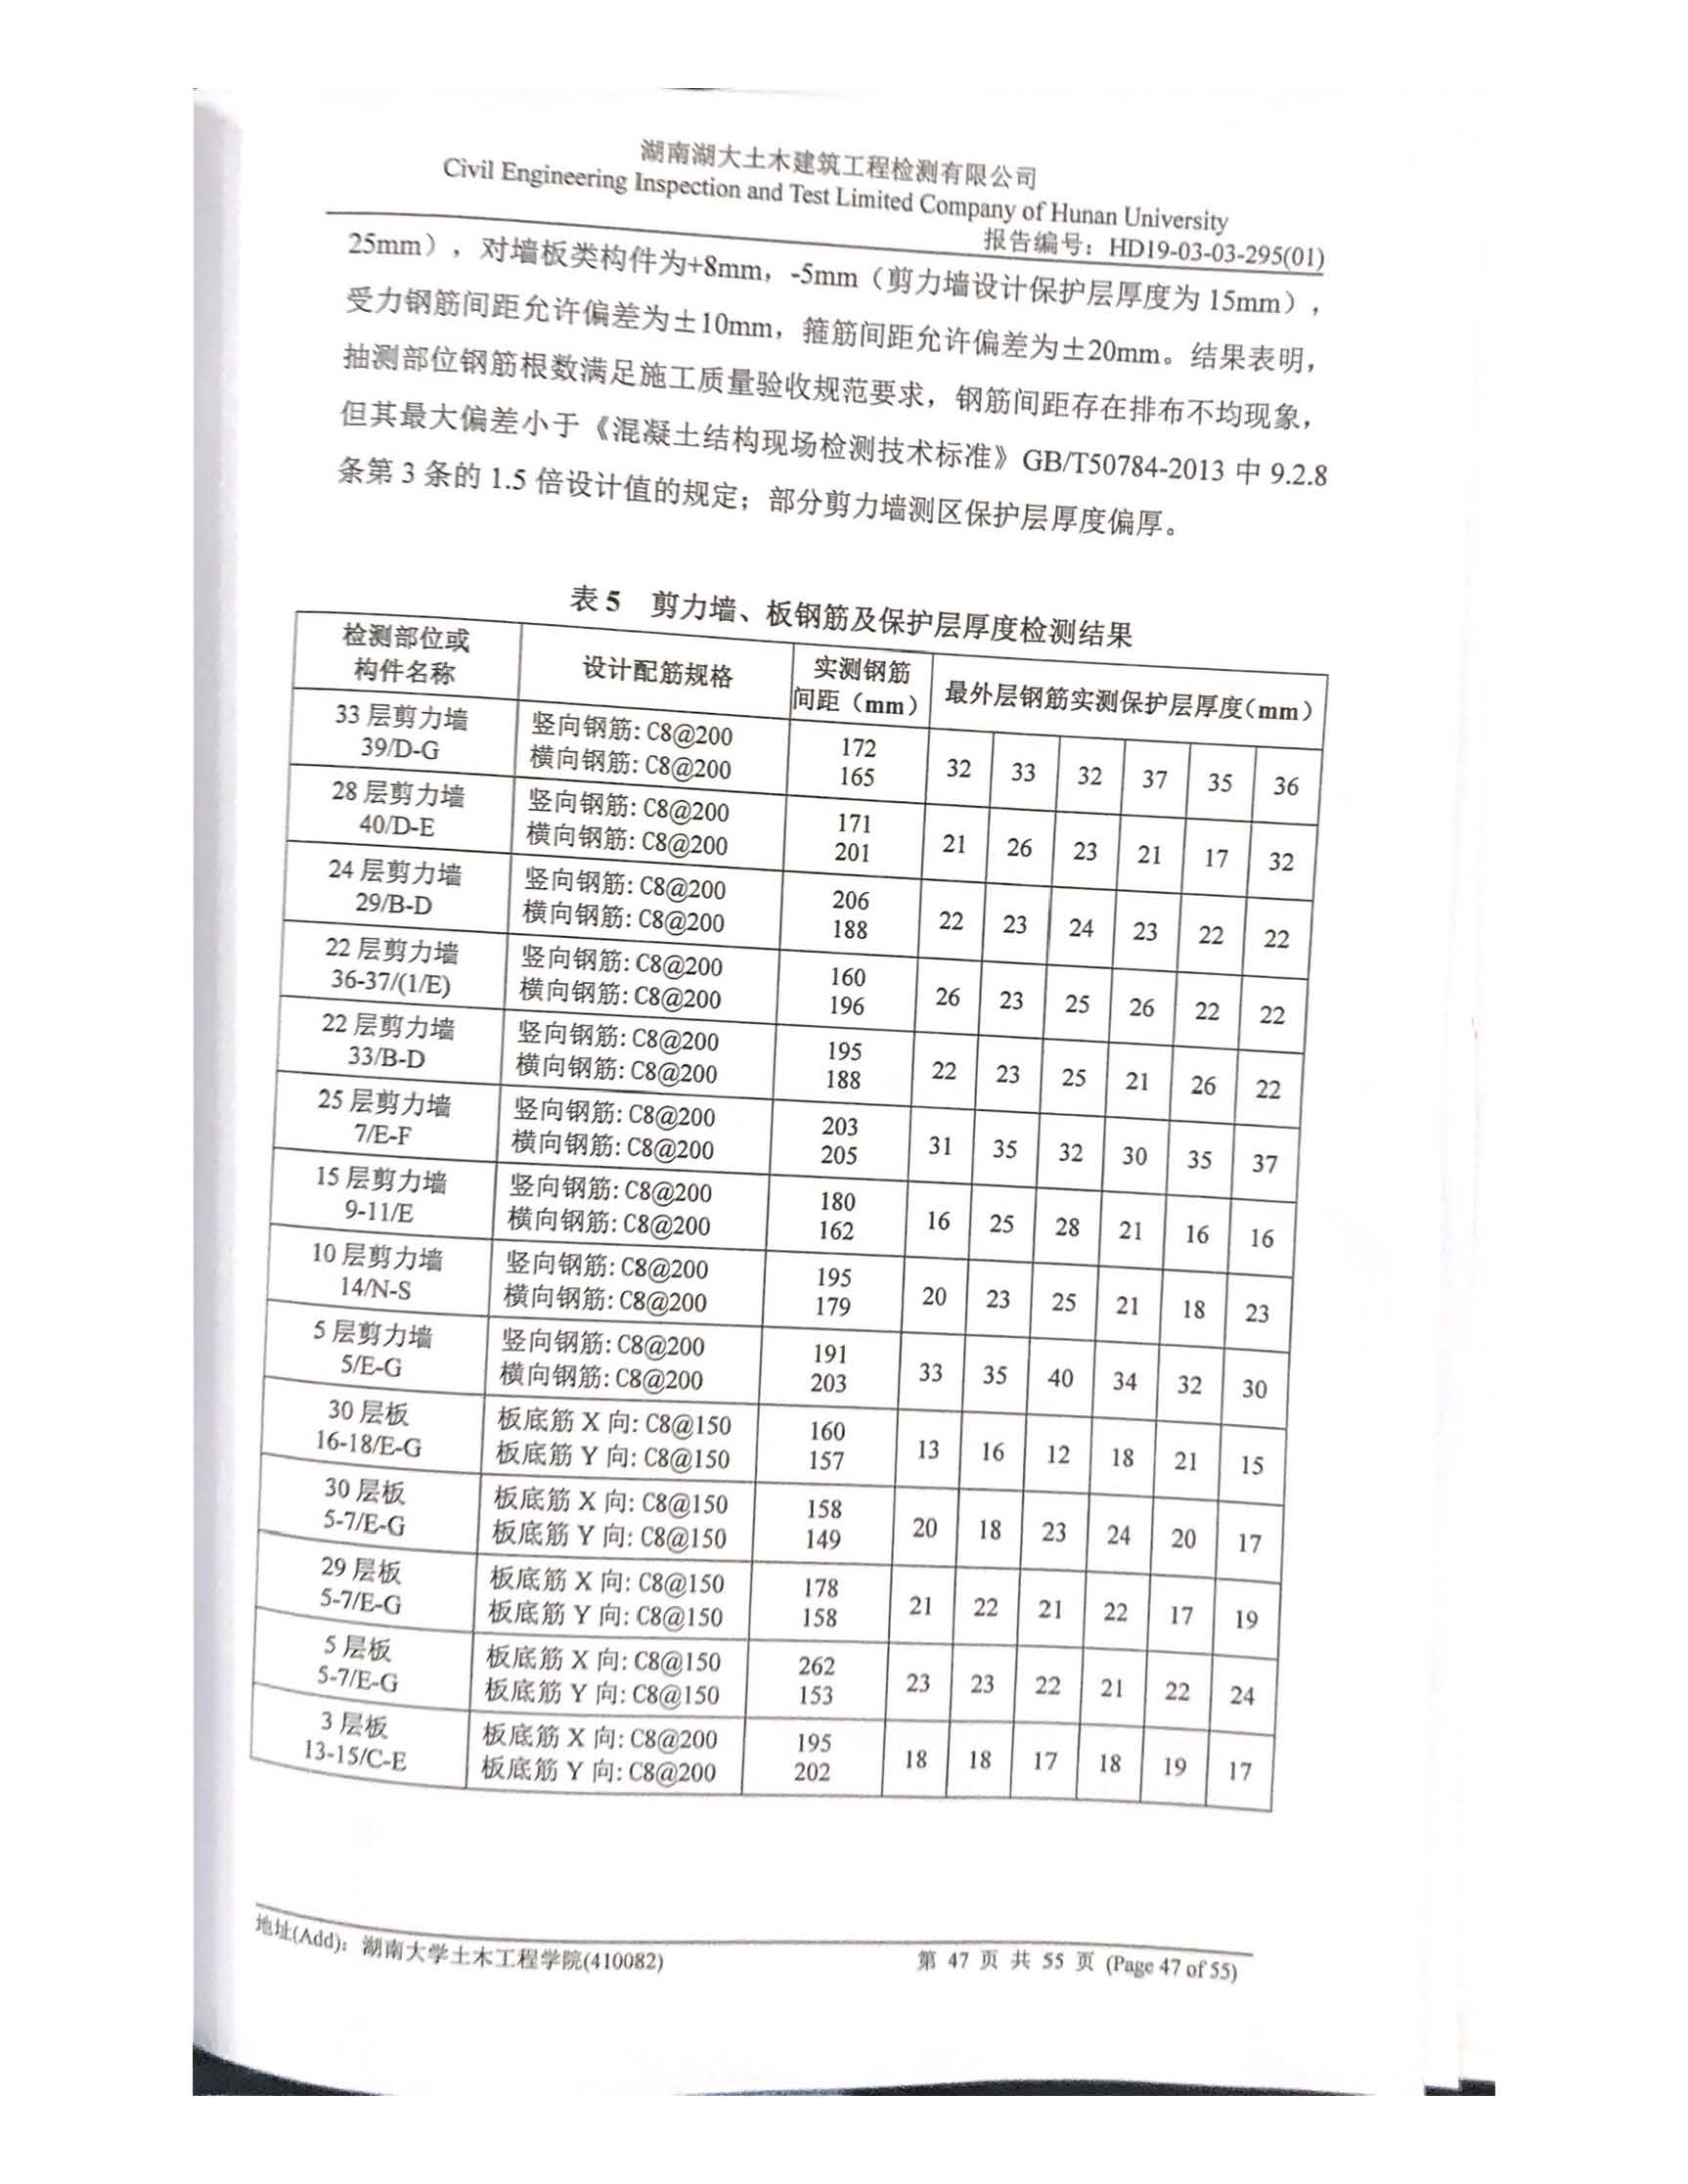 湖南湖大土木建筑工程检测有限公司
Civil Engineering Inspection and Test Limited Company of Hunan University
报告编号：HD19-03-03-295(01)
25mm），对墙板类构件为+8mm，-5mm（剪力墙设计保护层厚度为 15mm），
受力钢筋间距允许偏差为±10mm，箍筋间距允许偏差为±20mm。结果表明，
抽测部位钢筋根数满足施工质量验收规范要求，钢筋间距存在排布不均现象，
但其最大偏差小于《混凝土结构现场检测技术标准》GB/T50784-2013 中 9.2.8
条第 3 条的 1.5 倍设计值的规定；部分剪力墙测区保护层厚度偏厚。
表 5 剪力墙、板钢筋及保护层厚度检测结果
检测部位或 构件名称 设计配筋规格 实测钢筋 间距（mm） 最外层钢筋实测保护层厚度（mm）
33 层剪力墙 竖向钢筋: C8@200 172
39/D-G 横向钢筋: C8@200 165 32 33 32 37 35 36
28 层剪力墙 竖向钢筋: C8@200 171
40/D-E 横向钢筋: C8@200 201 21 26 23 21 17 32
24 层剪力墙 竖向钢筋: C8@200 206
29/B-D 横向钢筋: C8@200 188 22 23 24 23 22 22
22 层剪力墙 竖向钢筋: C8@200 160
36-37/(1/E) 横向钢筋: C8@200 196 26 23 25 26 22 22
22 层剪力墙 竖向钢筋: C8@200 195
33/B-D 横向钢筋: C8@200 188 22 23 25 21 26 22
25 层剪力墙 竖向钢筋: C8@200 203
7/E-F 横向钢筋: C8@200 205 31 35 32 30 35 37
15 层剪力墙 竖向钢筋: C8@200 180
9-11/E 横向钢筋: C8@200 162 16 25 28 21 16 16
10 层剪力墙 竖向钢筋: C8@200 195
14/N-S 横向钢筋: C8@200 179 20 23 25 21 18 23
5 层剪力墙 竖向钢筋: C8@200 191
5/E-G 横向钢筋: C8@200 203 33 35 40 34 32 30
30 层板 板底筋 X 向: C8@150 160
16-18/E-G 板底筋 Y 向: C8@150 157 13 16 12 18 21 15
30 层板 板底筋 X 向: C8@150 158
5-7/E-G 板底筋 Y 向: C8@150 149 20 18 23 24 20 17
29 层板 板底筋 X 向: C8@150 178
5-7/E-G 板底筋 Y 向: C8@150 158 21 22 21 22 17 19
5 层板 板底筋 X 向: C8@150 262
5-7/E-G 板底筋 Y 向: C8@150 153 23 23 22 21 22 24
3 层板 板底筋 X 向: C8@200 195
13-15/C-E 板底筋 Y 向: C8@200 202 18 18 17 18 19 17
地址(Add)：湖南大学土木工程学院(410082) 第 47 页 共 55 页 (Page 47 of 55)